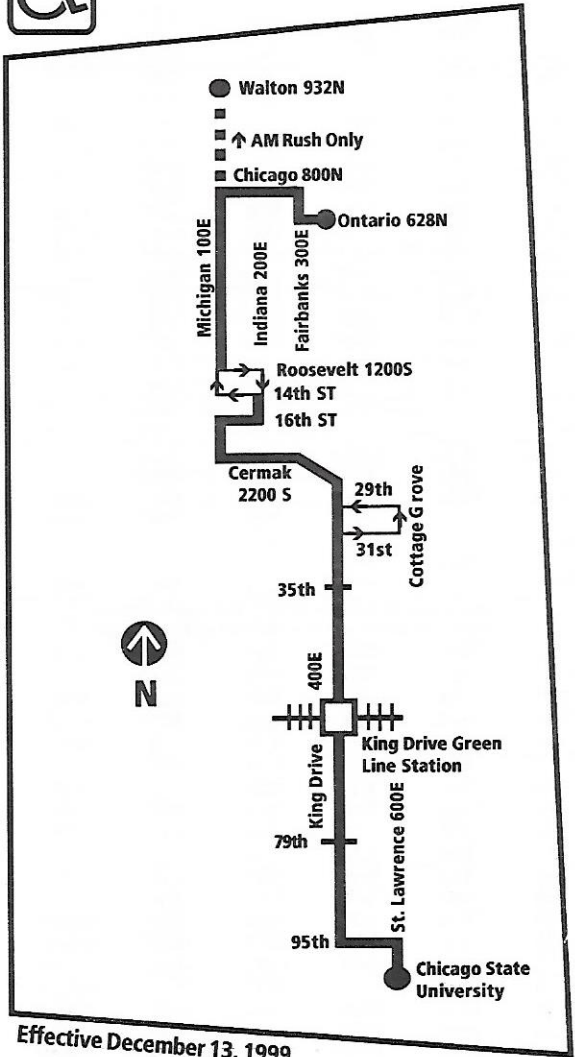 Walton 932N
AM Rush Only
Chicago 800N
Ontario 628N
Michigan 100E
Indiana 200E
Fairbanks 300E
Roosevelt 1200S
14th ST
16th ST
Cermak
2200 S
29th
31st
Cottage G rove
35th
N
400E
King Drive Green
Line Station
King Drive
79th
St. Lawrence 600E
95th
Chicago State
University
Effective December 13, 1999